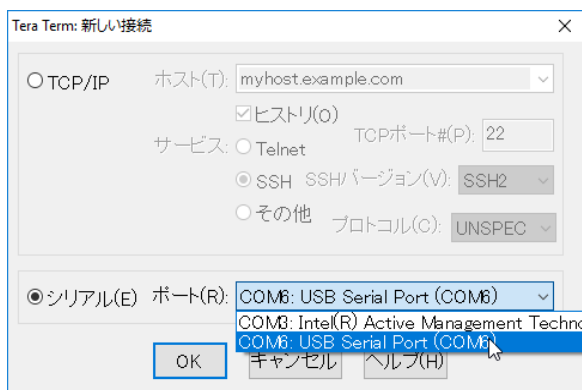 Tera Term: 新しい接続
TCP/IP ホスト(T): myhost.example.com
ヒストリ(O)
サービス: Telnet TCPポート#(P): 22
SSH SSHバージョン(V): SSH2
その他 プロトコル(C): UNSPEC
シリアル(E) ポート(R): COM6: USB Serial Port (COM6)
COM3: Intel(R) Active Management Techno
COM6: USB Serial Port (COM6)
OK キャンセル ヘルプ(H)